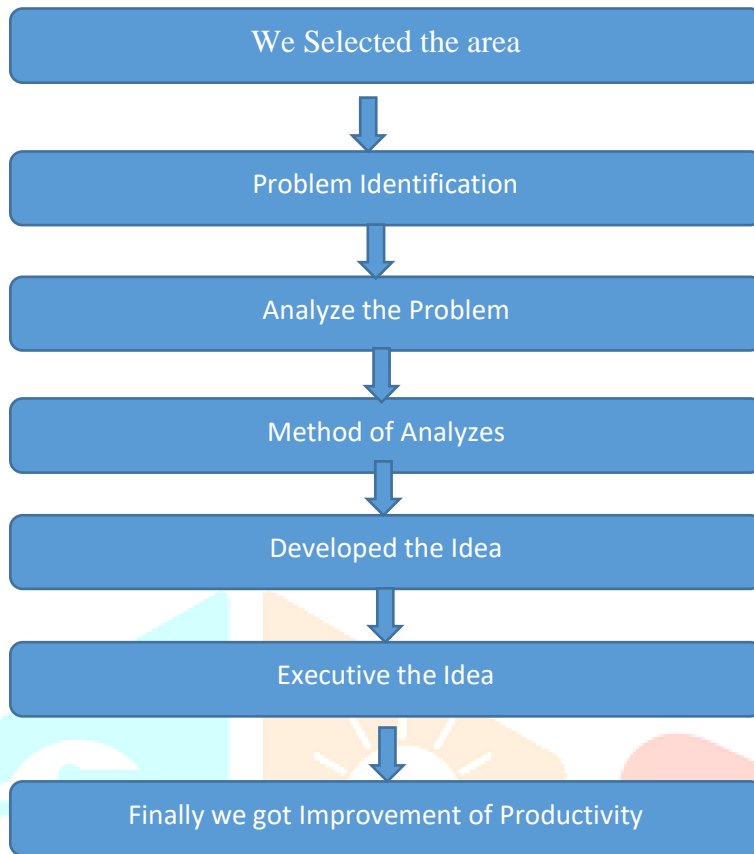 We Selected the area
Problem Identification
Analyze the Problem
Method of Analyzes
Developed the Idea
Executive the Idea
Finally we got Improvement of Productivity